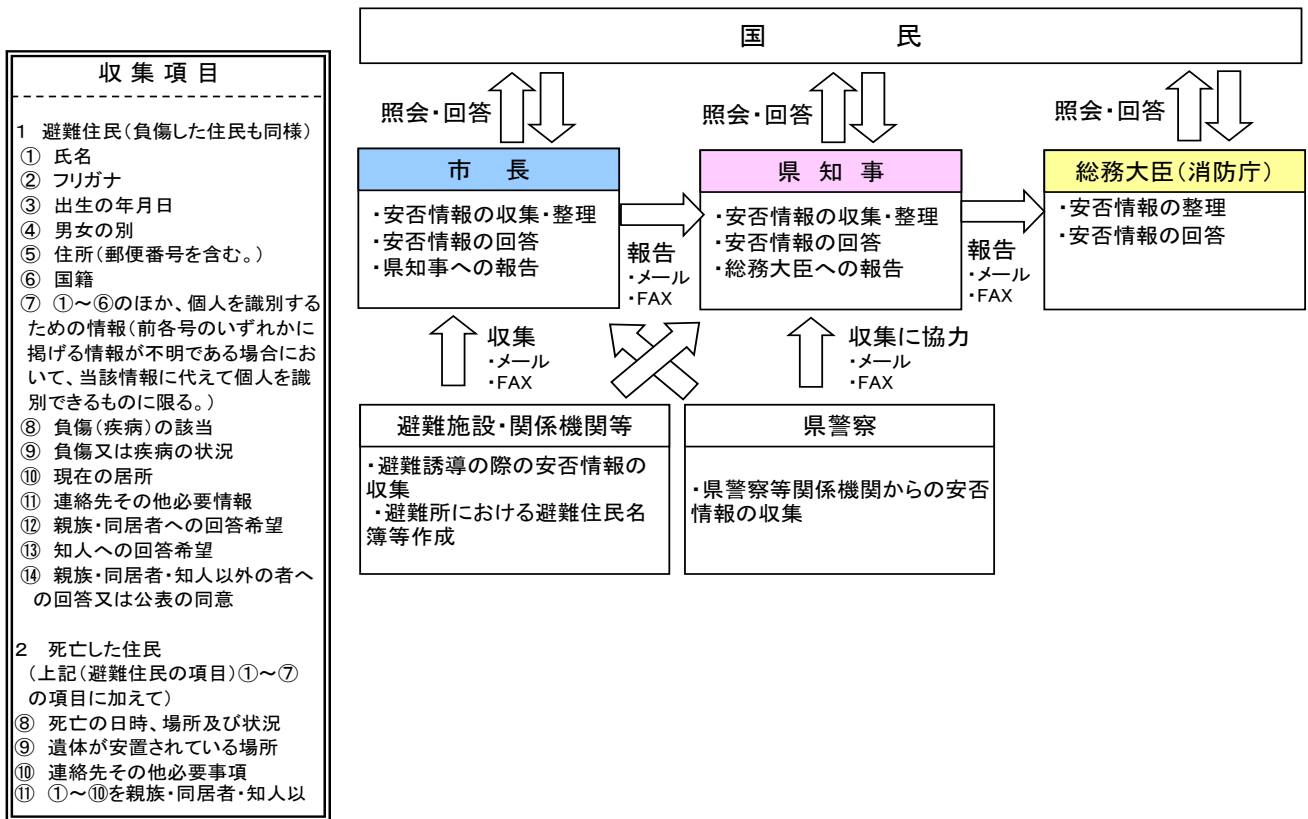 国　　　　民
収 集 項 目
1　避難住民（負傷した住民も同様）
①　氏名
②　フリガナ
③　出生の年月日
④　男女の別
⑤　住所（郵便番号を含む。）
⑥　国籍
⑦　①～⑥のほか、個人を識別する
ための情報（前各号のいずれかに
掲げる情報が不明である場合にお
いて、当該情報に代えて個人を識
別できるものに限る。）
⑧　負傷（疾病）の該当
⑨　負傷又は疾病の状況
⑩　現在の居所
⑪　連絡先その他必要情報
⑫　親族・同居者への回答希望
⑬　知人への回答希望
⑭　親族・同居者・知人以外の者へ
の回答又は公表の同意
2　死亡した住民
（上記（避難住民の項目）①～⑦
の項目に加えて）
⑧　死亡の日時、場所及び状況
⑨　遺体が安置されている場所
⑩　連絡先その他必要事項
⑪　①～⑩を親族・同居者・知人以
照会・回答
照会・回答
照会・回答
市　長
・安否情報の収集・整理
・安否情報の回答
・県知事への報告
報告
・メール
・FAX
県 知 事
・安否情報の収集・整理
・安否情報の回答
・総務大臣への報告
報告
・メール
・FAX
総務大臣（消防庁）
・安否情報の整理
・安否情報の回答
収集
・メール
・FAX
収集に協力
・メール
・FAX
避難施設・関係機関等
・避難誘導の際の安否情報の
収集
・避難所における避難住民名
簿等作成
県警察
・県警察等関係機関からの安否
情報の収集